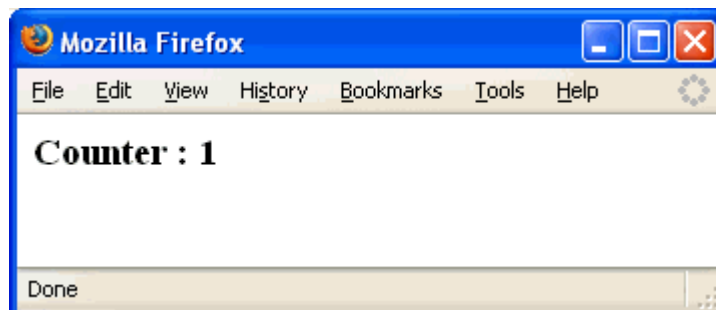 Mozilla Firefox
File Edit View History Bookmarks Tools Help
Counter : 1
Done